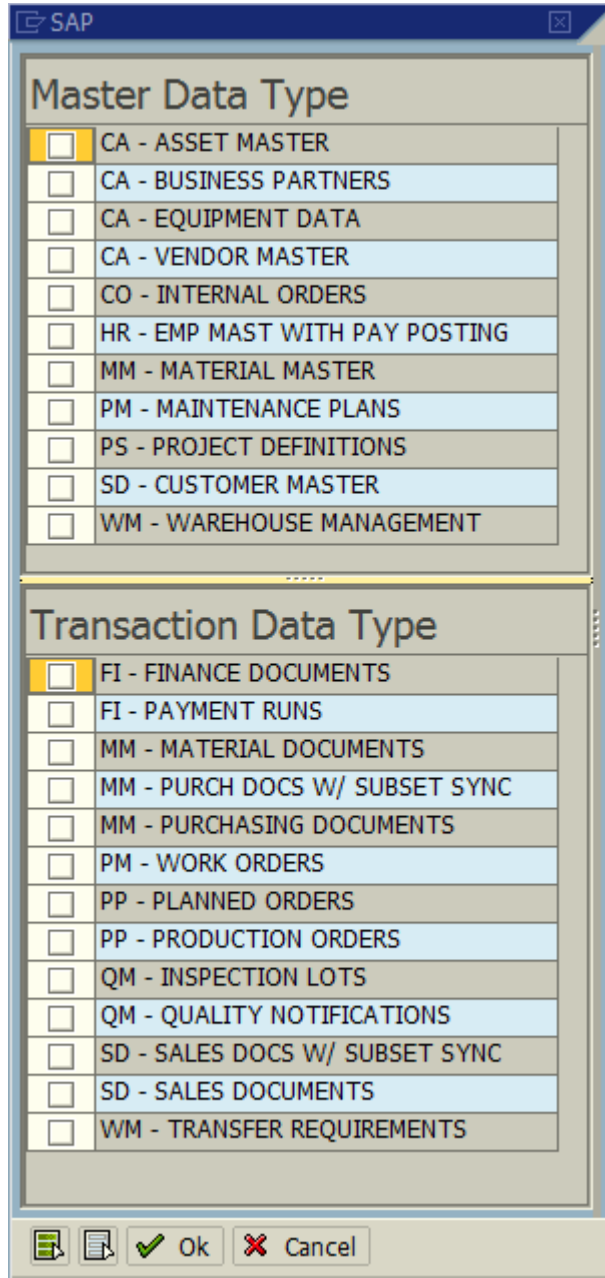 SAP
Master Data Type
CA - ASSET MASTER
CA - BUSINESS PARTNERS
CA - EQUIPMENT DATA
CA - VENDOR MASTER
CO - INTERNAL ORDERS
HR - EMP MAST WITH PAY POSTING
MM - MATERIAL MASTER
PM - MAINTENANCE PLANS
PS - PROJECT DEFINITIONS
SD - CUSTOMER MASTER
WM - WAREHOUSE MANAGEMENT
Transaction Data Type
FI - FINANCE DOCUMENTS
FI - PAYMENT RUNS
MM - MATERIAL DOCUMENTS
MM - PURCH DOCS W/ SUBSET SYNC
MM - PURCHASING DOCUMENTS
PM - WORK ORDERS
PP - PLANNED ORDERS
PP - PRODUCTION ORDERS
QM - INSPECTION LOTS
QM - QUALITY NOTIFICATIONS
SD - SALES DOCS W/ SUBSET SYNC
SD - SALES DOCUMENTS
WM - TRANSFER REQUIREMENTS
Ok Cancel